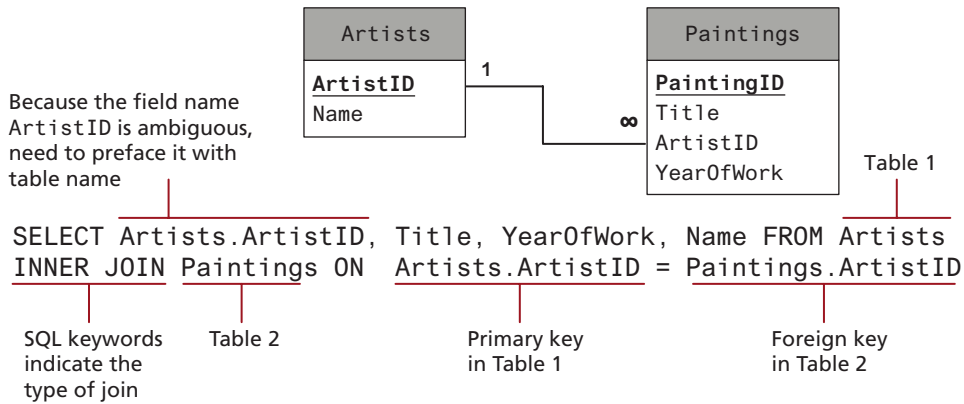 Artists
ArtistID
Name
1
∞
Paintings
PaintingID
Title
ArtistID
YearOfWork
Because the field name
ArtistID is ambiguous,
need to preface it with
table name
Table 1
SELECT Artists.ArtistID, Title, YearOfWork, Name FROM Artists
INNER JOIN Paintings ON Artists.ArtistID = Paintings.ArtistID
SQL keywords
indicate the
type of join
Table 2
Primary key
in Table 1
Foreign key
in Table 2